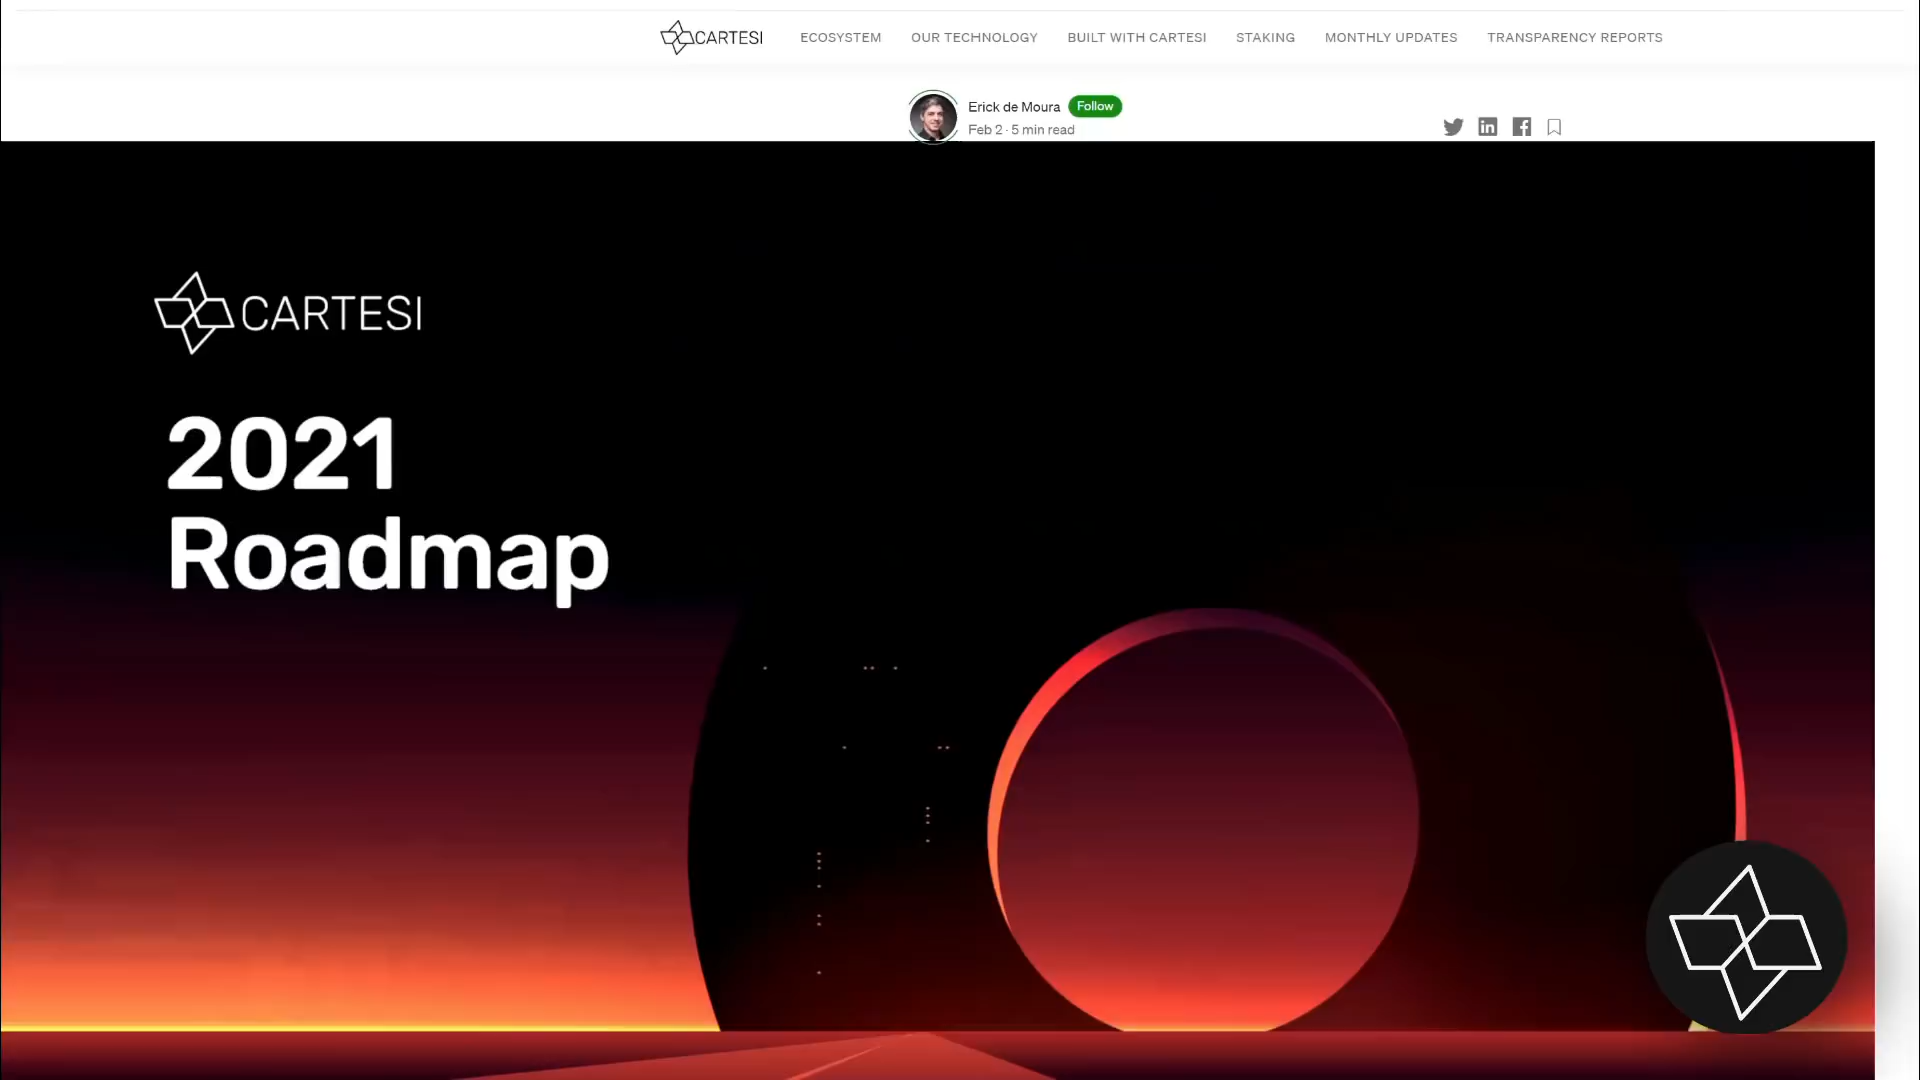 CARTESI ECOSYSTEM OUR TECHNOLOGY BUILT WITH CARTESI STAKING MONTHLY UPDATES TRANSPARENCY REPORTS
Erick de Moura Follow
Feb 2 · 5 min read
CARTESI
2021
Roadmap